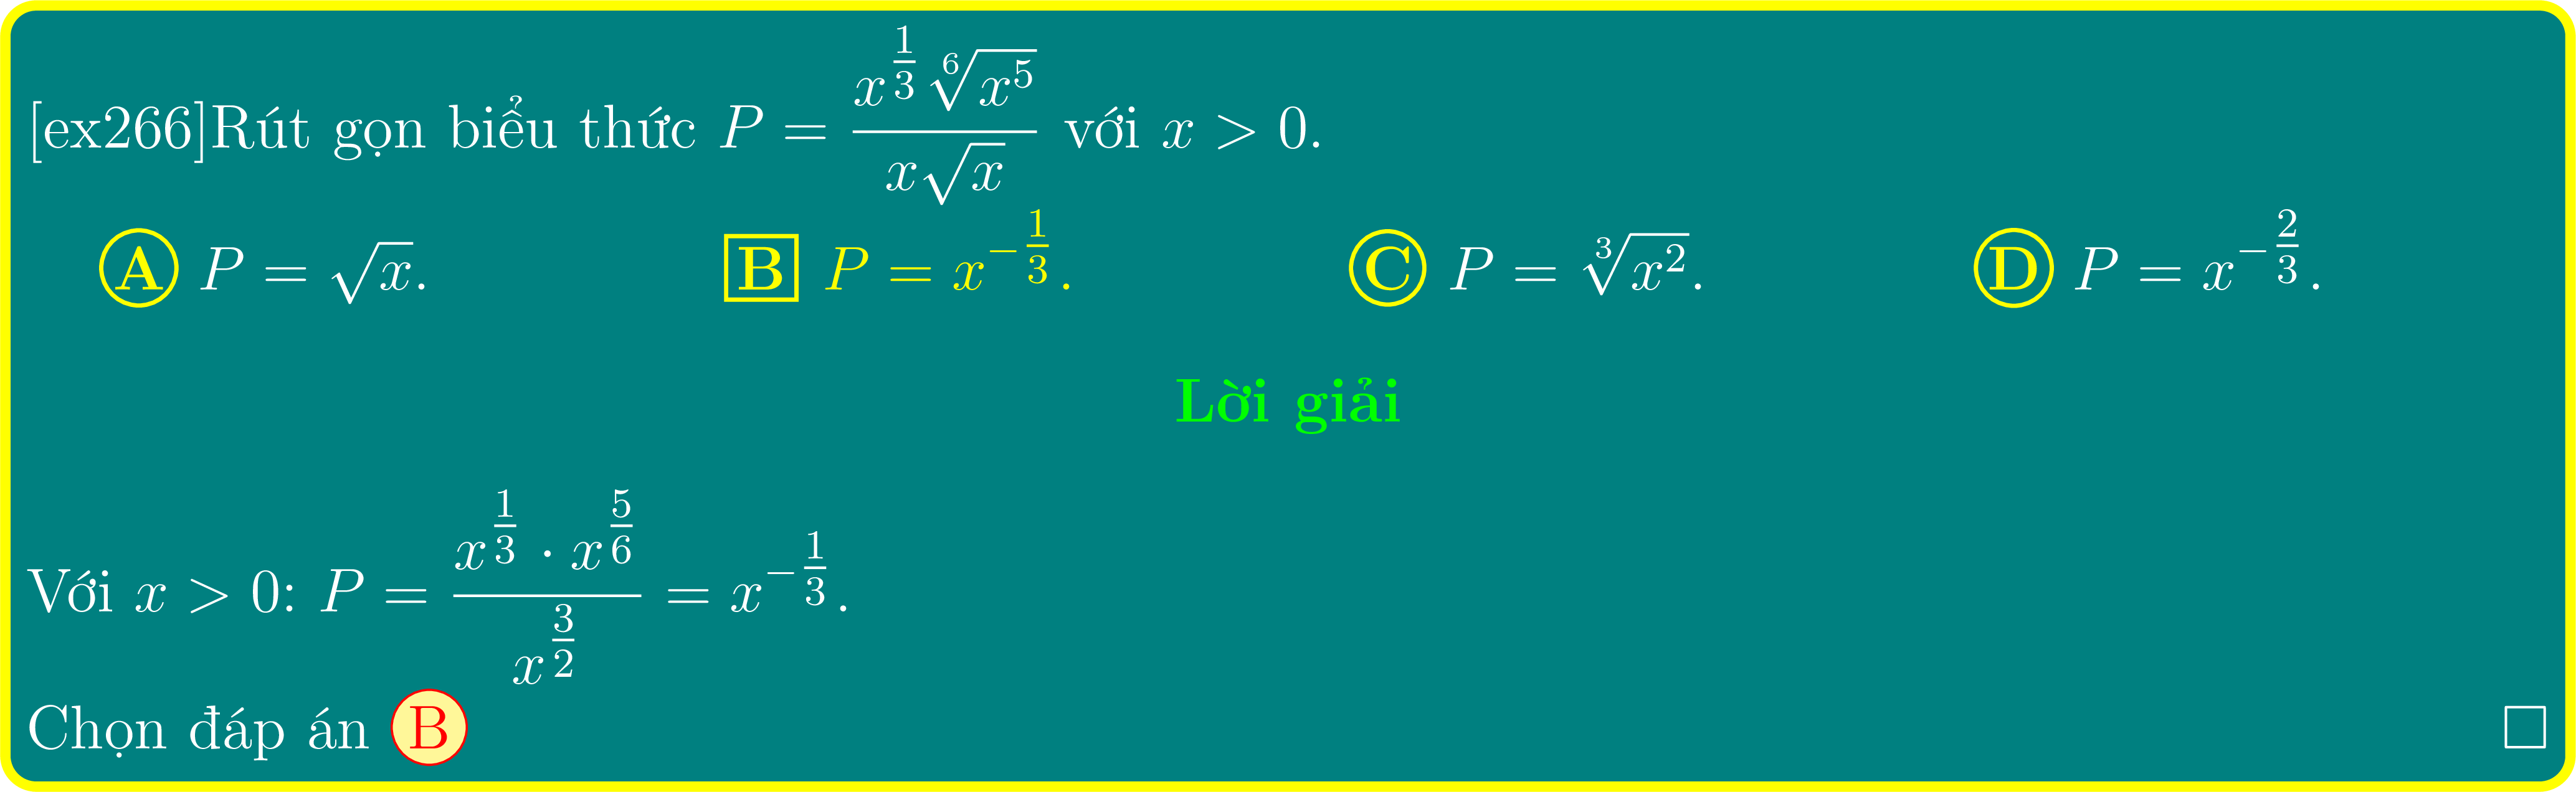 [ex266]Rút gọn biểu thức $P = \dfrac{x^{\frac{1}{3}} \sqrt[6]{x^5}}{x\sqrt{x}}$ với $x > 0$.
A $P = \sqrt{x}$. B $P = x^{-\frac{1}{3}}$. C $P = \sqrt[3]{x^2}$. D $P = x^{-\frac{2}{3}}$.
Lời giải
Với $x > 0$: $P = \dfrac{x^{\frac{1}{3}} \cdot x^{\frac{5}{6}}}{x^{\frac{3}{2}}} = x^{-\frac{1}{3}}$.
Chọn đáp án B □